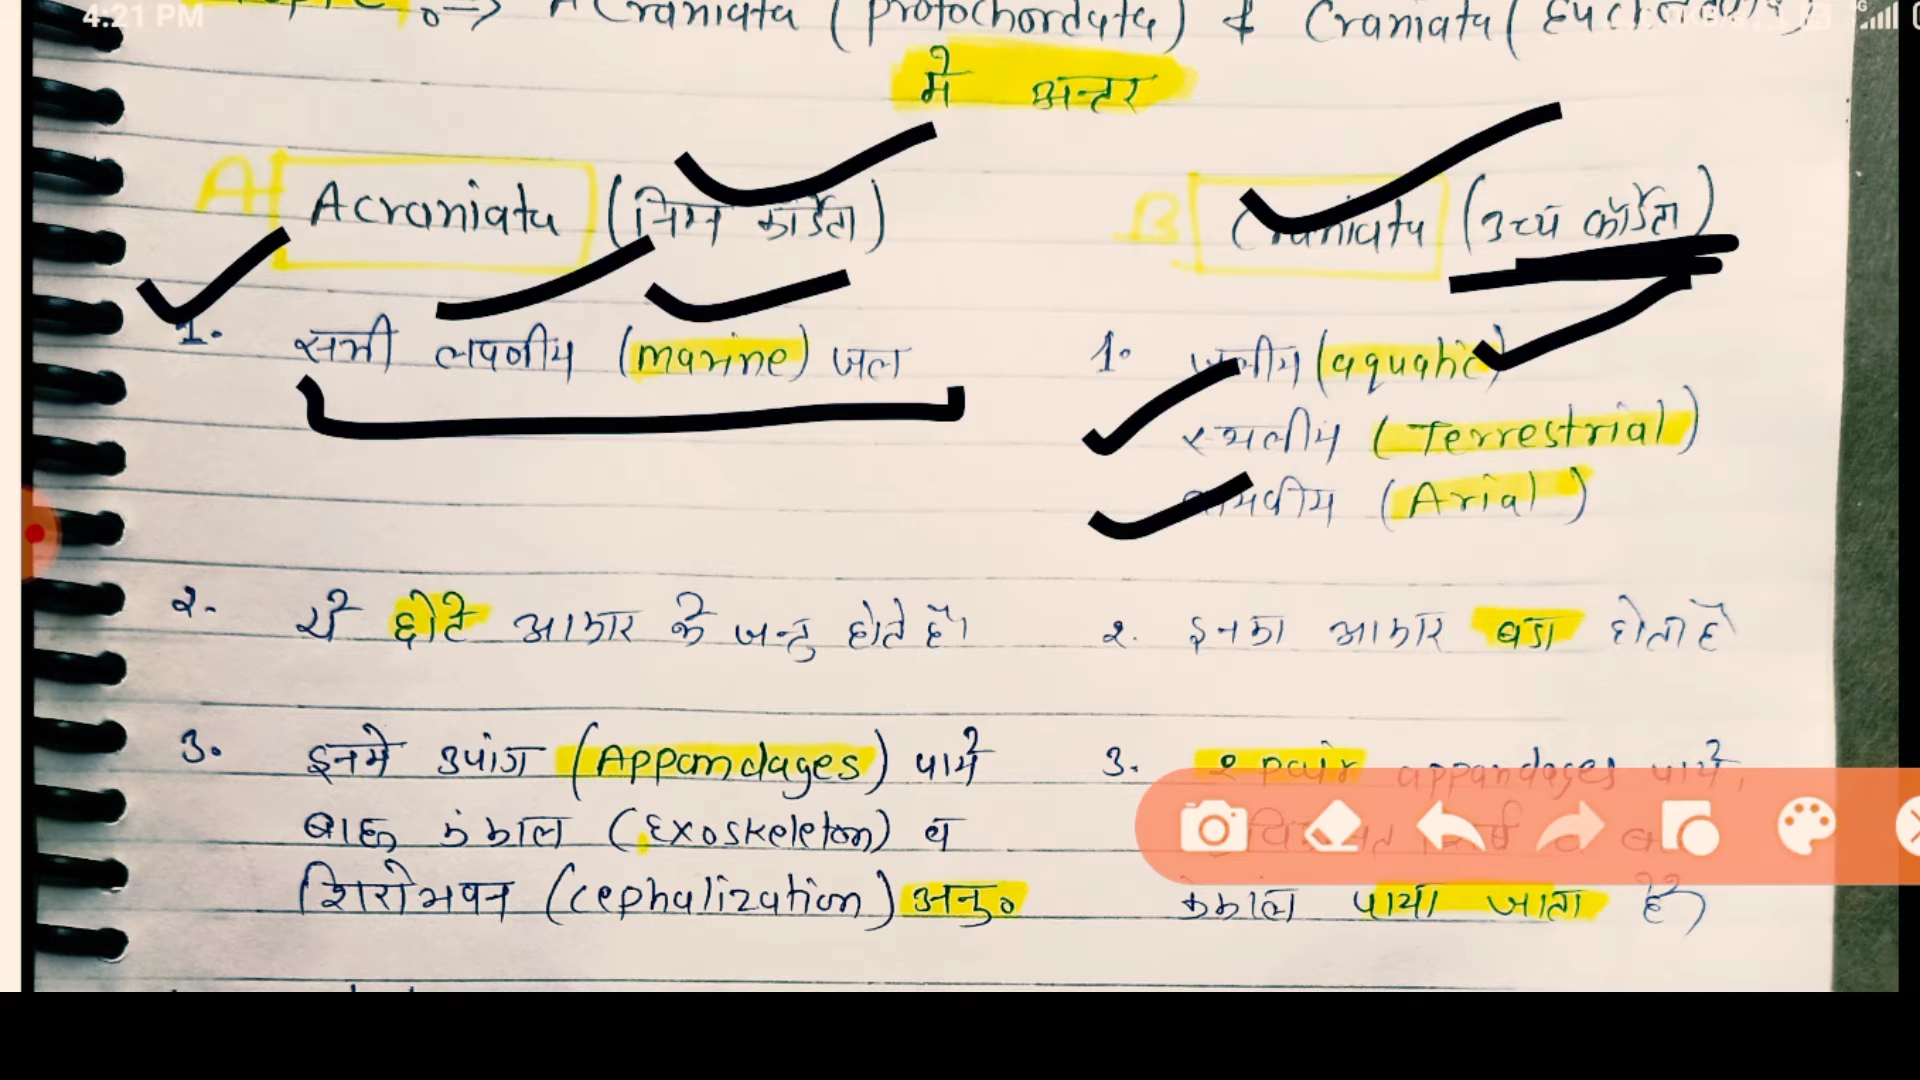 4:21 PM
Acraniata (Protochordata) & Craniata (
में अन्तर
A Acraniata (निम्न कॉर्डेटा)
B Craniata (उच्च कॉर्डेटा)
1. सभी लवणीय (marine) जल
1. जलीय (aquatic)
स्थलीय (Terrestrial)
वायवीय (Arial)
2. ये छोटे आकार के जन्तु होते है।
2. इनका आकार बडा होता है
3. इनमे उपांग (Appandages) पाये
बाह्य कंकाल (Exoskeleton) व
शिरोभवन (cephalization) अनु०
3. 2 pair appandages पाये,
कंकाल पाया जाता है